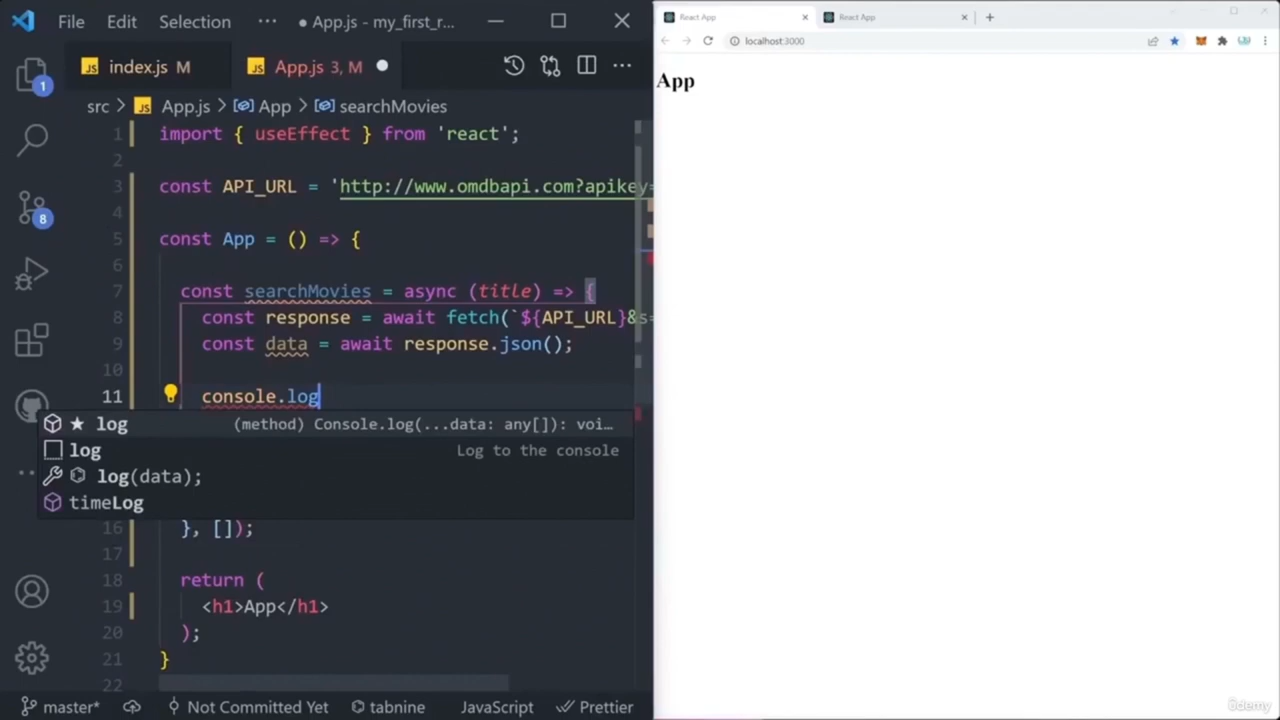 File Edit Selection ··· ● App.js - my_first_r...
index.js M App.js 3, M ●
src > App.js > App > searchMovies
1 import { useEffect } from 'react';
2
3 const API_URL = 'http://www.omdbapi.com?apikey=
4
5 const App = () => {
6
7 const searchMovies = async (title) => {
8 const response = await fetch(`${API_URL}&s=
9 const data = await response.json();
10
11 console.log
★ log (method) Console.log(...data: any[]): voi...
log Log to the console
log(data);
timeLog
16 }, []);
17
18 return (
19 <h1>App</h1>
20 );
21 }
22
1
8
master* Not Committed Yet tabnine JavaScript Prettier
React App
React App
localhost:3000
App
ûdemy